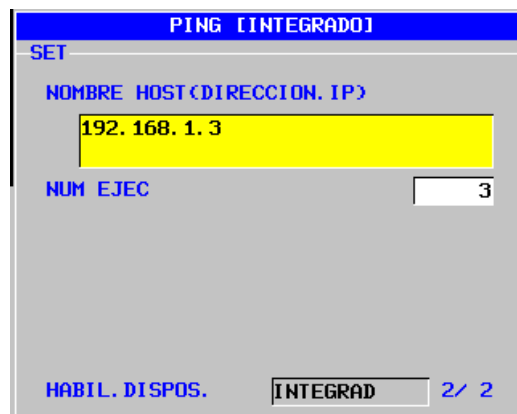 PING [INTEGRADO]
SET
NOMBRE HOST(DIRECCION.IP)
192.168.1.3
NUM EJEC 3
HABIL.DISPOS. INTEGRAD 2/ 2